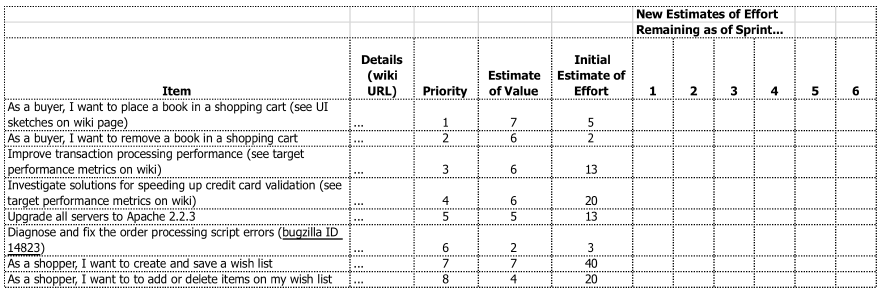 New Estimates of Effort
Remaining as of Sprint...
Details
(wiki
URL)
Initial
Estimate of
Effort
Estimate
of Value
Item Priority 1 2 3 4 5 6
As a buyer, I want to place a book in a shopping cart (see UI
sketches on wiki page) ... 1 7 5
As a buyer, I want to remove a book in a shopping cart ... 2 6 2
Improve transaction processing performance (see target
performance metrics on wiki) ... 3 6 13
Investigate solutions for speeding up credit card validation (see
target performance metrics on wiki) ... 4 6 20
Upgrade all servers to Apache 2.2.3 ... 5 5 13
Diagnose and fix the order processing script errors (bugzilla ID
14823) ... 6 2 3
As a shopper, I want to create and save a wish list ... 7 7 40
As a shopper, I want to to add or delete items on my wish list ... 8 4 20